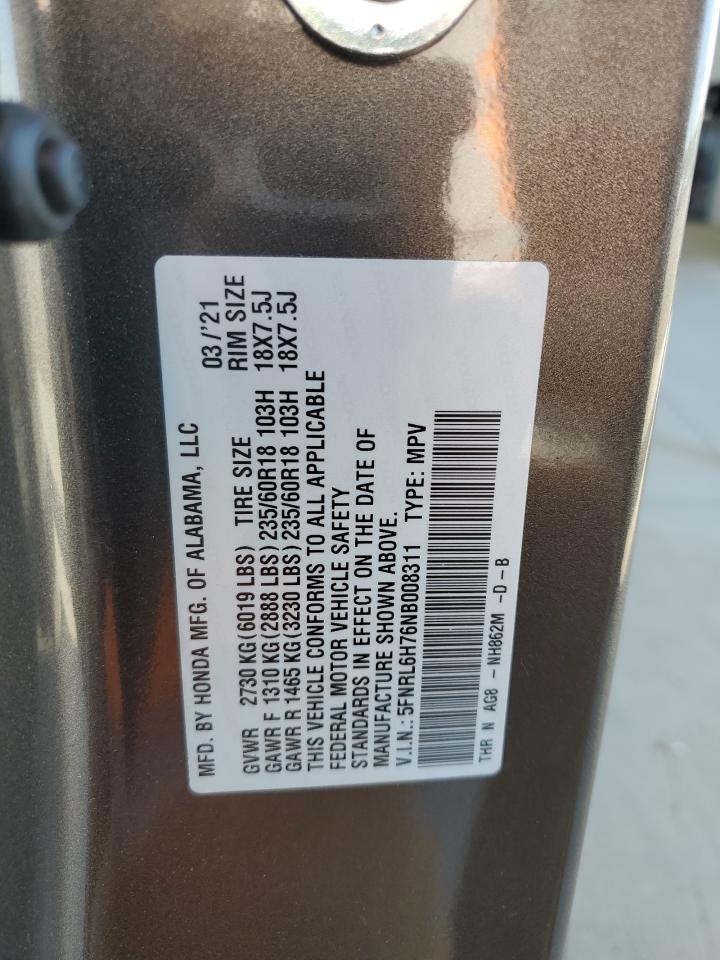 MFD. BY HONDA MFG. OF ALABAMA, LLC 03/'21
GVWR 2730 KG(6019 LBS) TIRE SIZE RIM SIZE
GAWR F 1310 KG(2888 LBS)235/60R18 103H 18X7.5J
GAWR R 1465 KG(3230 LBS)235/60R18 103H 18X7.5J
THIS VEHICLE CONFORMS TO ALL APPLICABLE
FEDERAL MOTOR VEHICLE SAFETY
STANDARDS IN EFFECT ON THE DATE OF
MANUFACTURE SHOWN ABOVE.
V.I.N.: 5FNRL6H76NB008311 TYPE: MPV
THR N AG8 - NH862M -D-B